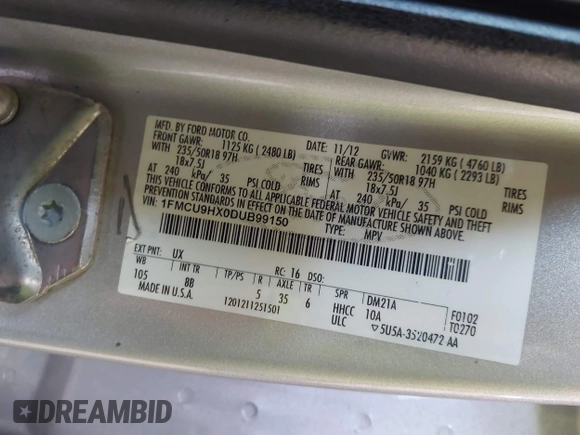 MFD. BY FORD MOTOR CO.
DATE: 11/12 GVWR: 2159 KG ( 4760 LB)
FRONT GAWR: 1125 KG ( 2480 LB) REAR GAWR: 1040 KG ( 2293 LB)
WITH 235/50R18 97H TIRES WITH 235/50R18 97H TIRES
18x7.5J RIMS 18x7.5J RIMS
AT 240 kPa/ 35 PSI COLD AT 240 kPa/ 35 PSI COLD
THIS VEHICLE CONFORMS TO ALL APPLICABLE FEDERAL MOTOR VEHICLE SAFETY AND THEFT
PREVENTION STANDARDS IN EFFECT ON THE DATE OF MANUFACTURE SHOWN ABOVE.
VIN: 1FMCU9HX0DUB99150
TYPE: MPV
EXT PNT: UX RC: 16 DSO:
WB INT TR TP/PS R AXLE TR SPR DM21A F0102
105 BB 5 35 6 HHCC 10A T0270
MADE IN U.S.A. 1201211251501 ULC ▽5U5A-3520472 AA
DREAMBID